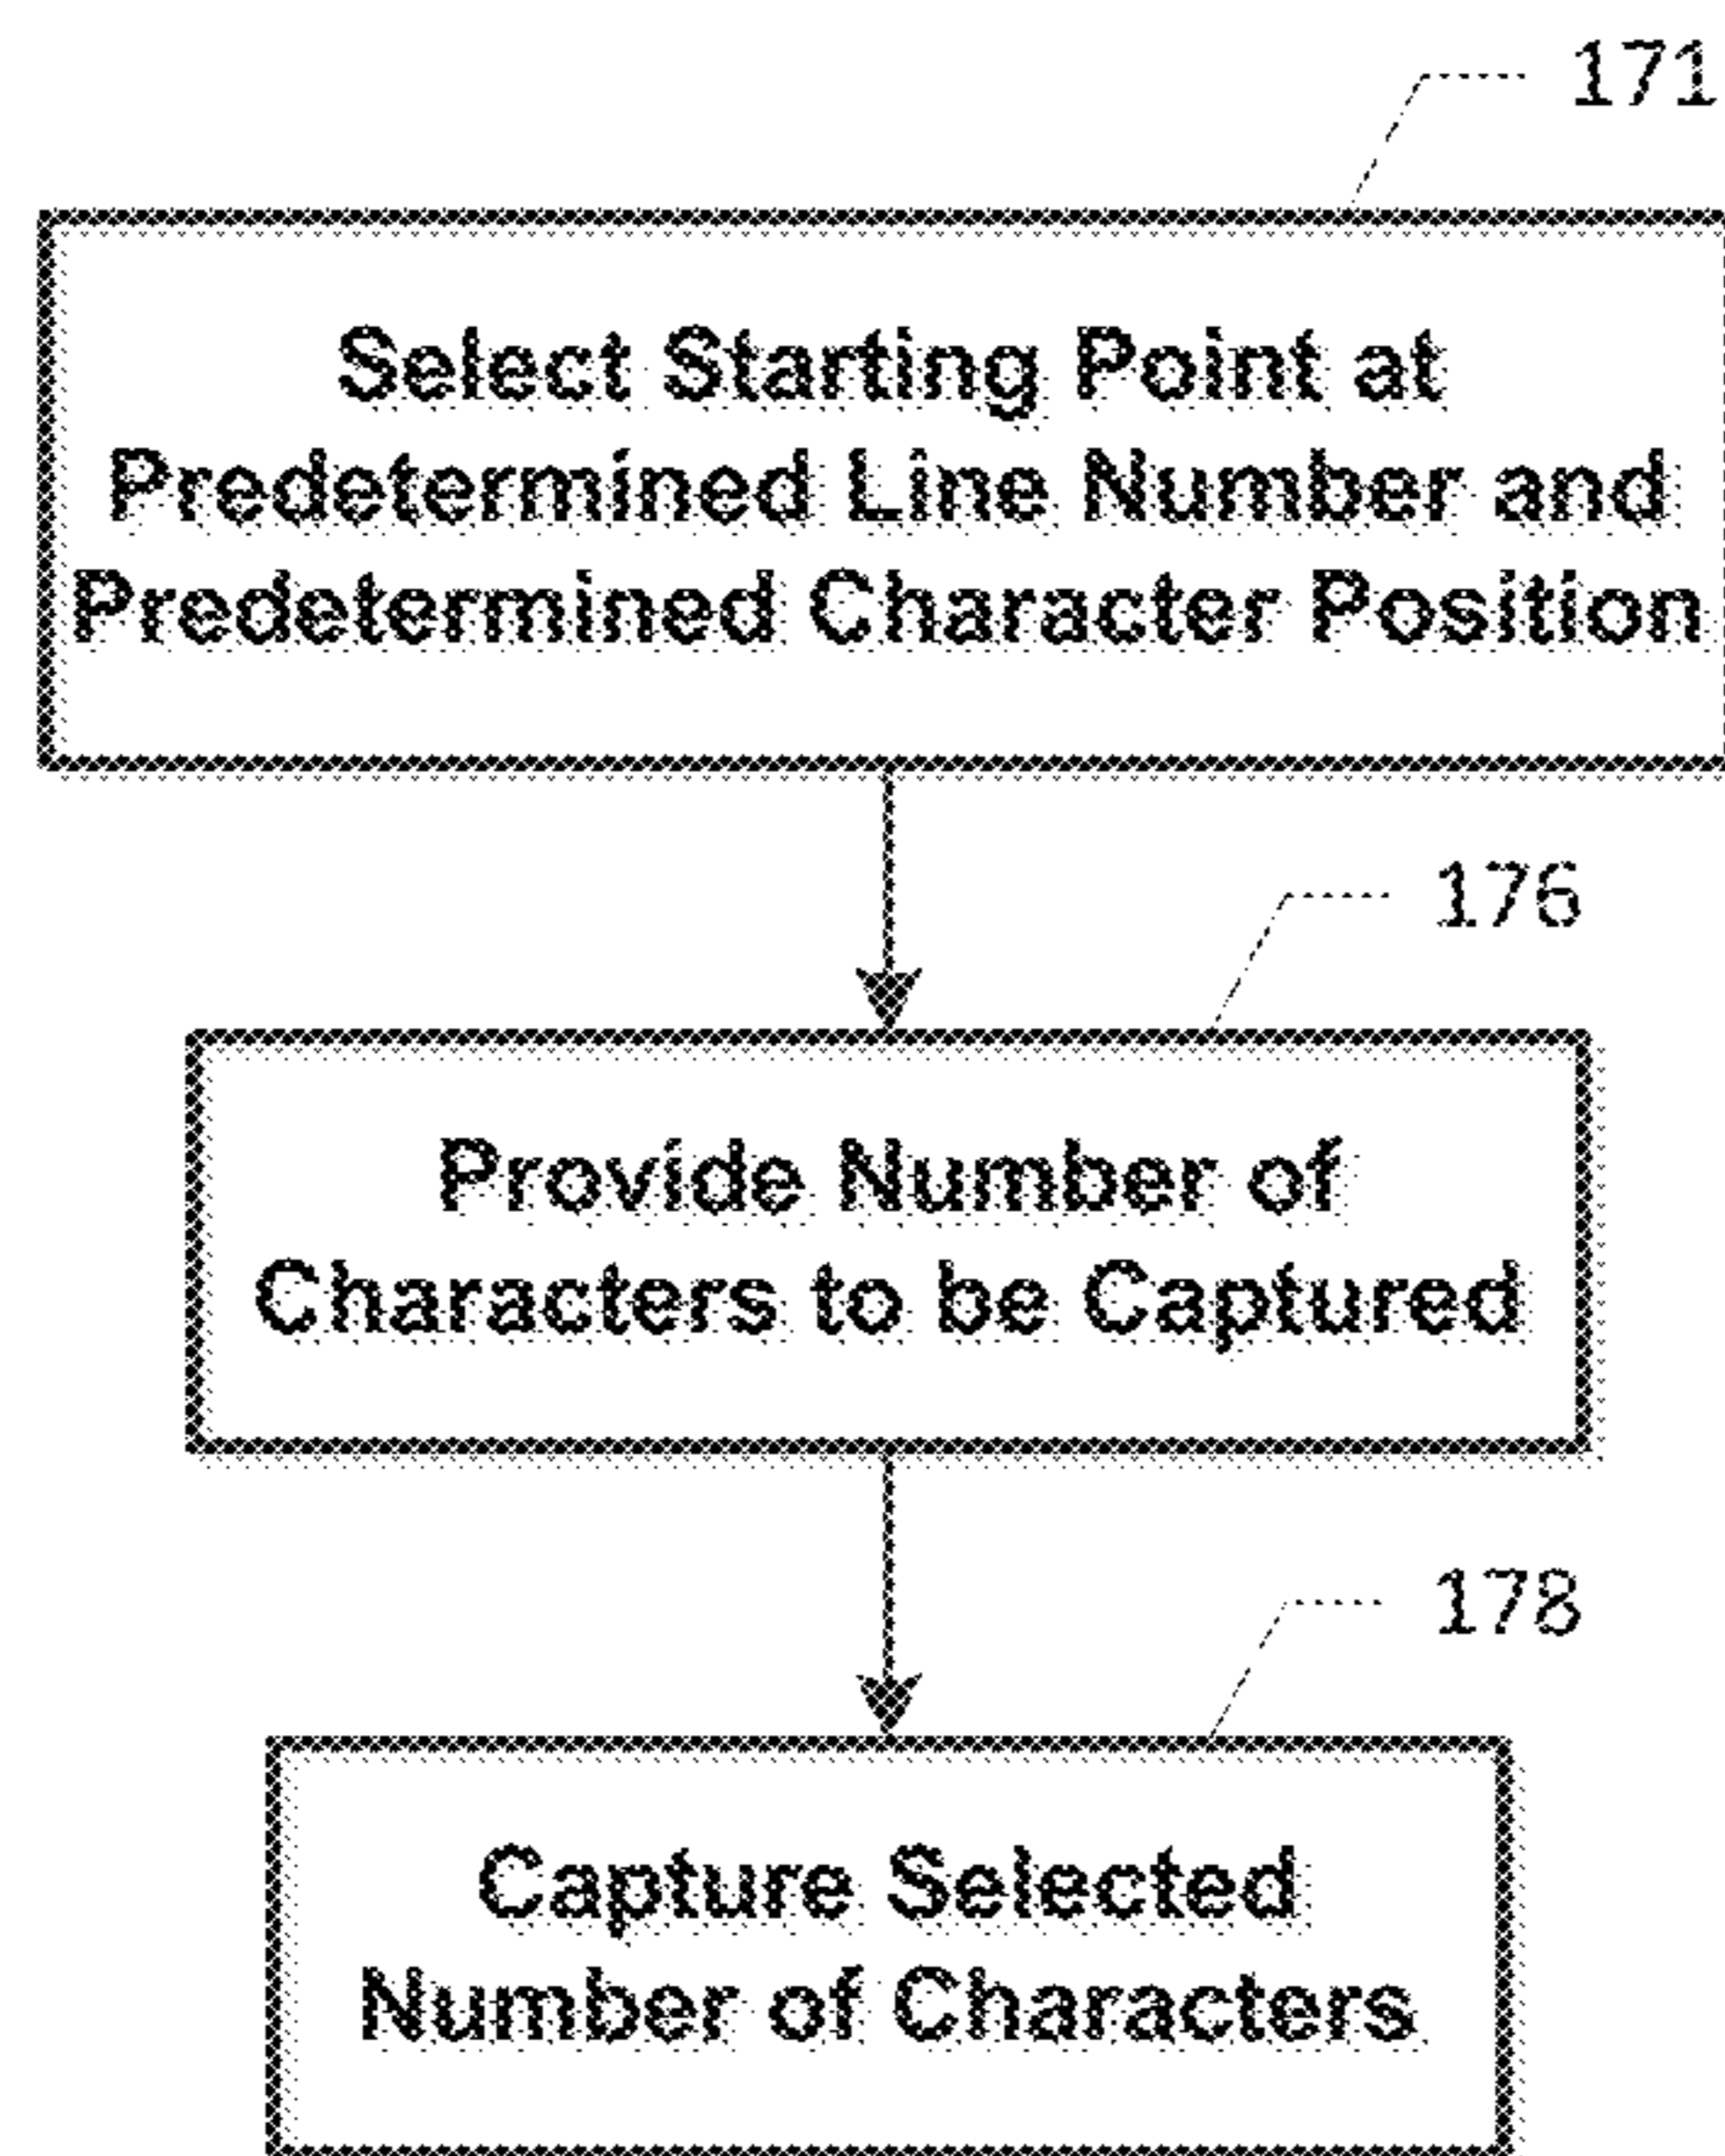 171
Select Starting Point at
Predetermined Line Number and
Predetermined Character Position
176
Provide Number of
Characters to be Captured
178
Capture Selected
Number of Characters